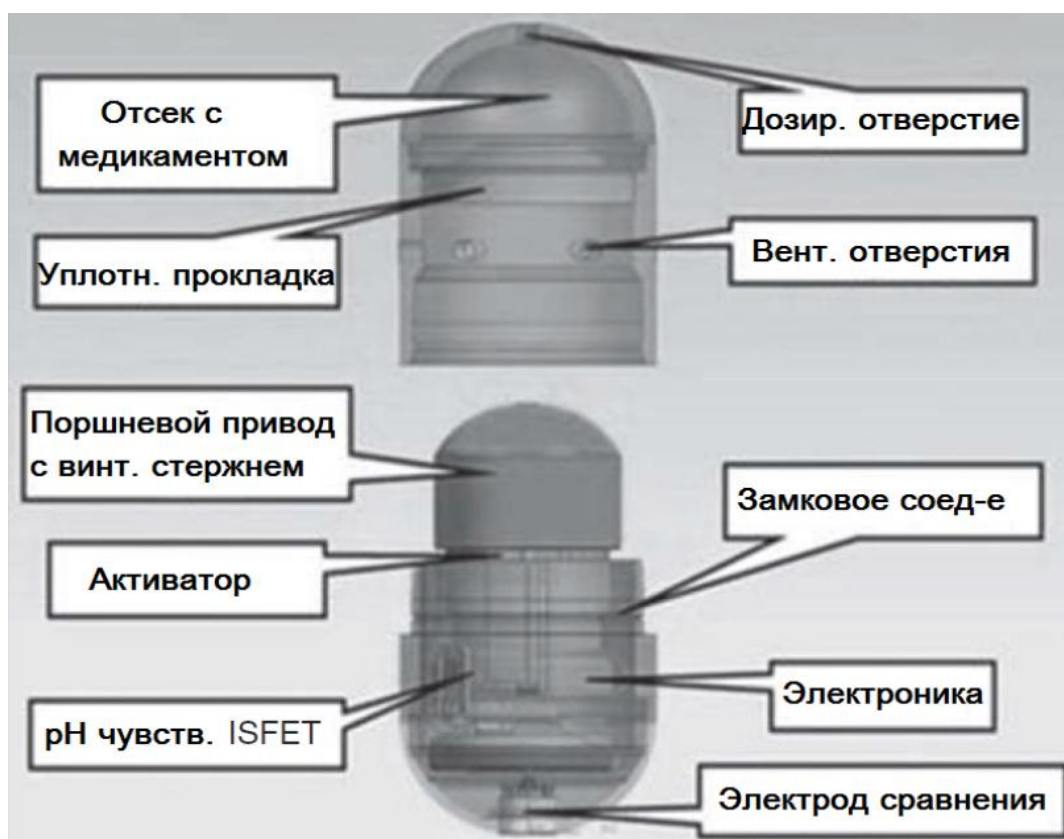 Отсек с
медикаментом
Дозир. отверстие
Уплотн. прокладка
Вент. отверстия
Поршневой привод
с винт. стержнем
Замковое соед-е
Активатор
Электроника
pH чувств. ISFET
Электрод сравнения